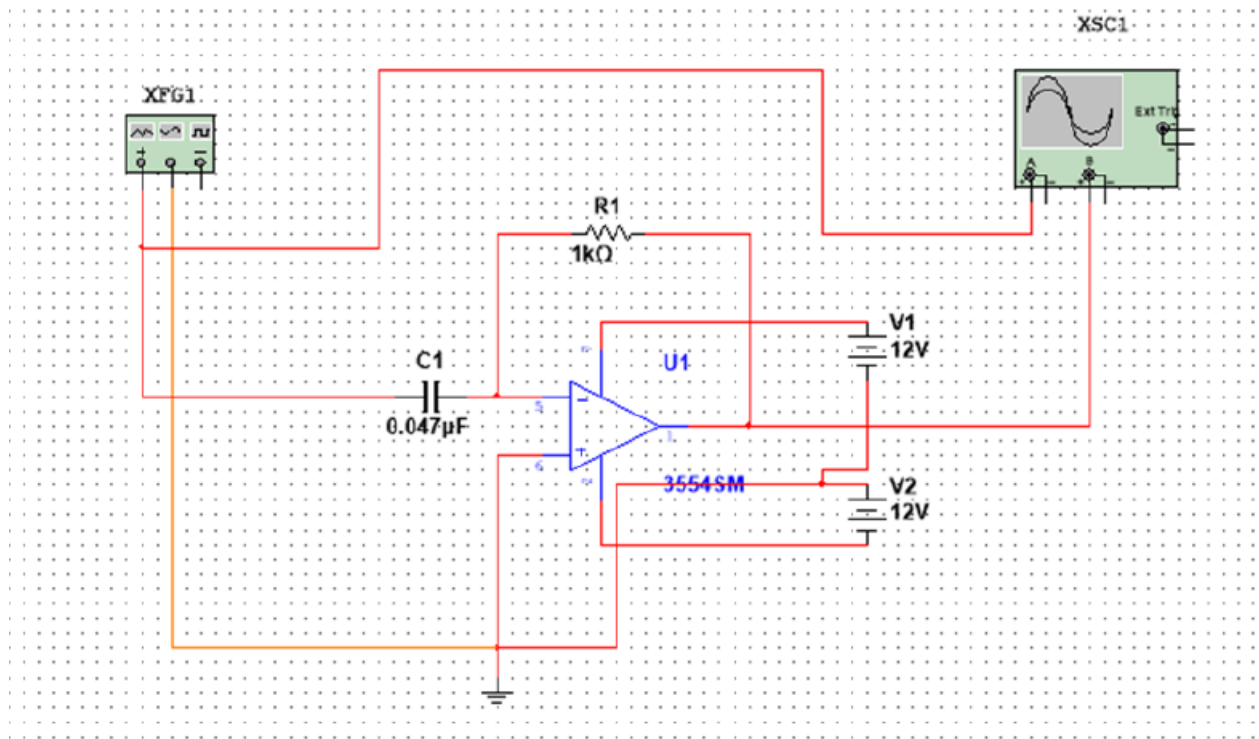 XSC1
XFG1
Ext Trig
+
A
B
R1
1kΩ
V1
12V
U1
C1
0.047µF
3554SM
V2
12V